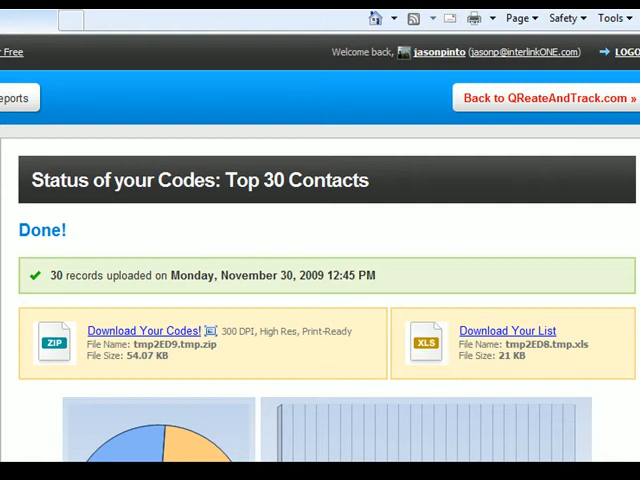 Page Safety Tools
r Free
Welcome back, jasonpinto (jasonp@interlinkONE.com) LOGO
eports
Back to QReateAndTrack.com »
Status of your Codes: Top 30 Contacts
Done!
30 records uploaded on Monday, November 30, 2009 12:45 PM
ZIP
Download Your Codes! 300 DPI, High Res, Print-Ready
File Name: tmp2ED9.tmp.zip
File Size: 54.07 KB
XLS
Download Your List
File Name: tmp2ED8.tmp.xls
File Size: 21 KB